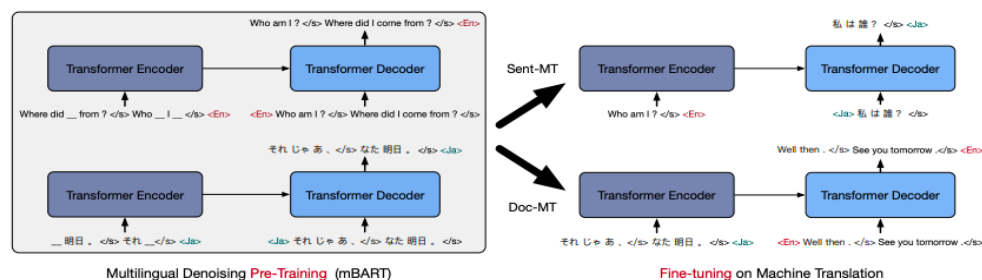 Who am I ? </s> Where did I come from ? </s> <En>
Transformer Encoder
Transformer Decoder
Where did __ from ? </s> Who __ I __ </s> <En>
<En> Who am I ? </s> Where did I come from ? </s>
それ じゃ あ 、 </s> なた 明日 。 </s> <Ja>
Transformer Encoder
Transformer Decoder
__ 明日 。 </s> それ __ </s> <Ja>
<Ja> それ じゃ あ 、 </s> なた 明日 。 </s>
Multilingual Denoising Pre-Training (mBART)
Sent-MT
Doc-MT
私 は 誰 ? </s> <Ja>
Transformer Encoder
Transformer Decoder
Who am I ? </s> <En>
<Ja> 私 は 誰 ? </s>
Well then . </s> See you tomorrow .</s> <En>
Transformer Encoder
Transformer Decoder
それ じゃ あ 、 </s> なた 明日 。 </s> <Ja>
<En> Well then . </s> See you tomorrow .</s>
Fine-tuning on Machine Translation